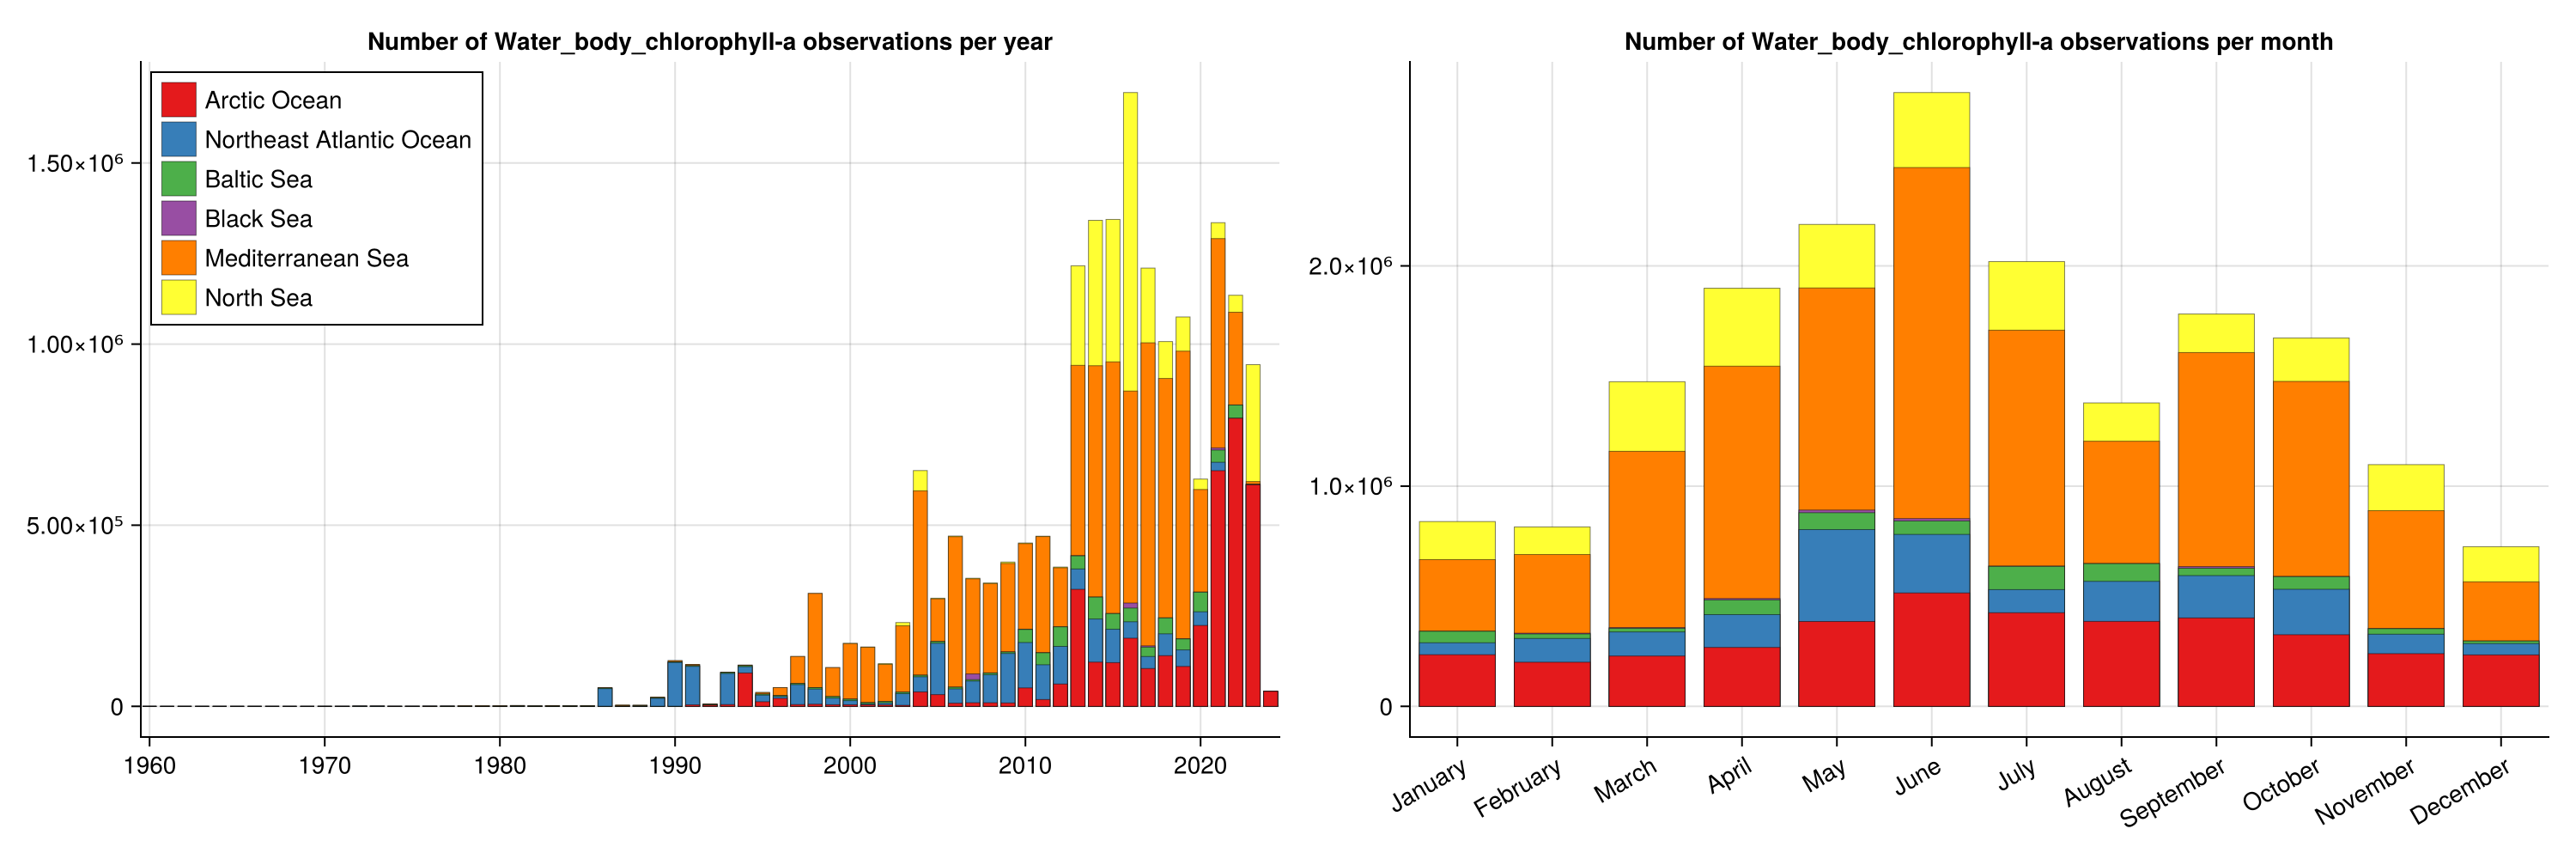 Number of Water_body_chlorophyll-a observations per year
Arctic Ocean
Northeast Atlantic Ocean
Baltic Sea
Black Sea
Mediterranean Sea
North Sea
1.50×10⁶
1.00×10⁶
5.00×10⁵
0
1960 1970 1980 1990 2000 2010 2020
Number of Water_body_chlorophyll-a observations per month
2.0×10⁶
1.0×10⁶
0
January February March April May June July August September October November December